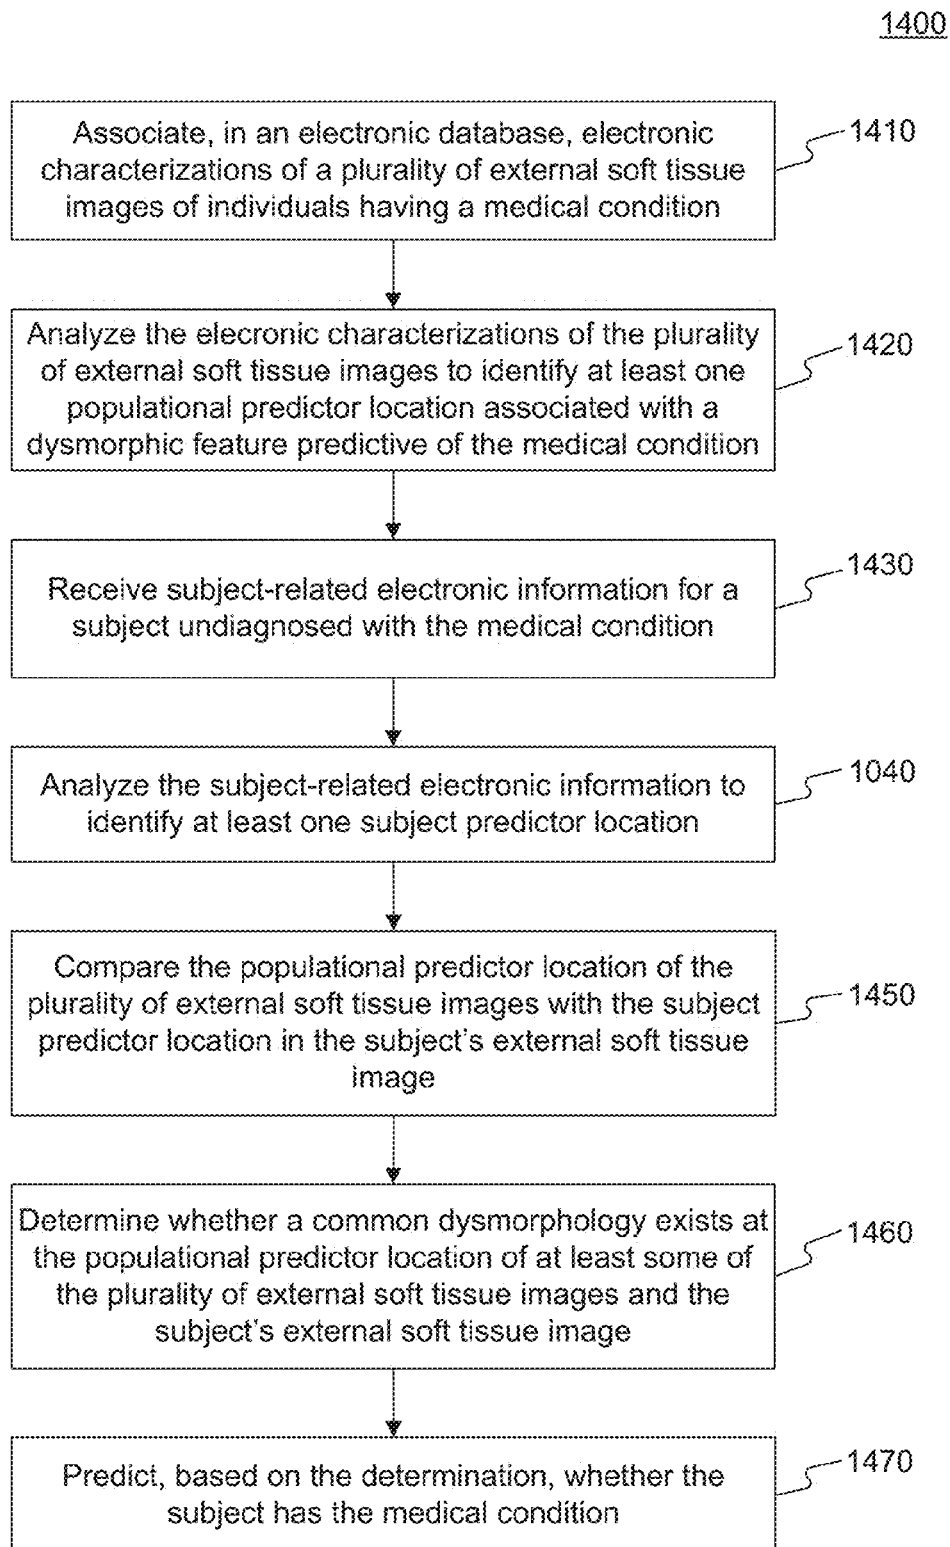 1400
Associate, in an electronic database, electronic
characterizations of a plurality of external soft tissue
images of individuals having a medical condition
1410
Analyze the elecronic characterizations of the plurality
of external soft tissue images to identify at least one
populational predictor location associated with a
dysmorphic feature predictive of the medical condition
1420
Receive subject-related electronic information for a
subject undiagnosed with the medical condition
1430
Analyze the subject-related electronic information to
identify at least one subject predictor location
1040
Compare the populational predictor location of the
plurality of external soft tissue images with the subject
predictor location in the subject's external soft tissue
image
1450
Determine whether a common dysmorphology exists at
the populational predictor location of at least some of
the plurality of external soft tissue images and the
subject's external soft tissue image
1460
Predict, based on the determination, whether the
subject has the medical condition
1470